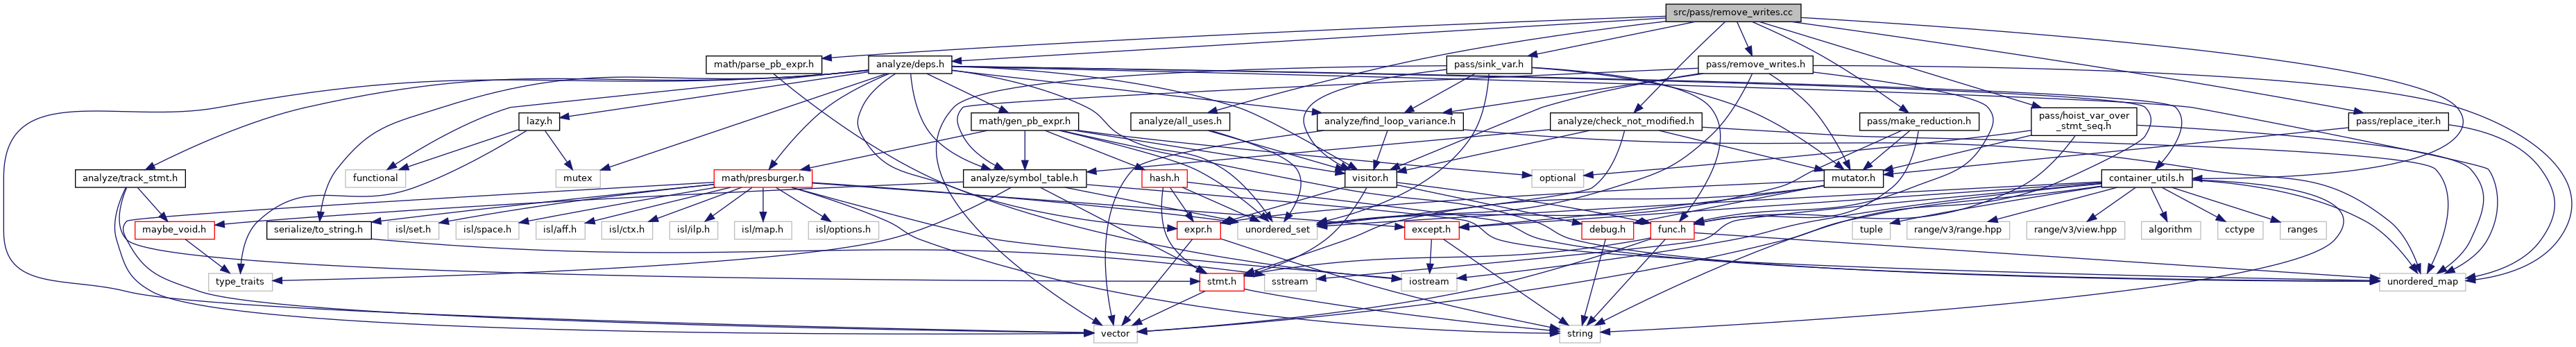 src/pass/remove_writes.cc
math/parse_pb_expr.h
analyze/deps.h
pass/sink_var.h
pass/remove_writes.h
lazy.h
math/gen_pb_expr.h
analyze/all_uses.h
analyze/find_loop_variance.h
analyze/check_not_modified.h
pass/make_reduction.h
pass/hoist_var_over
_stmt_seq.h
pass/replace_iter.h
analyze/track_stmt.h
functional
mutex
math/presburger.h
analyze/symbol_table.h
hash.h
optional
visitor.h
mutator.h
container_utils.h
maybe_void.h
serialize/to_string.h
isl/set.h
isl/space.h
isl/aff.h
isl/ctx.h
isl/ilp.h
isl/map.h
isl/options.h
expr.h
unordered_set
except.h
debug.h
func.h
tuple
range/v3/range.hpp
range/v3/view.hpp
algorithm
cctype
ranges
type_traits
stmt.h
sstream
iostream
unordered_map
vector
string